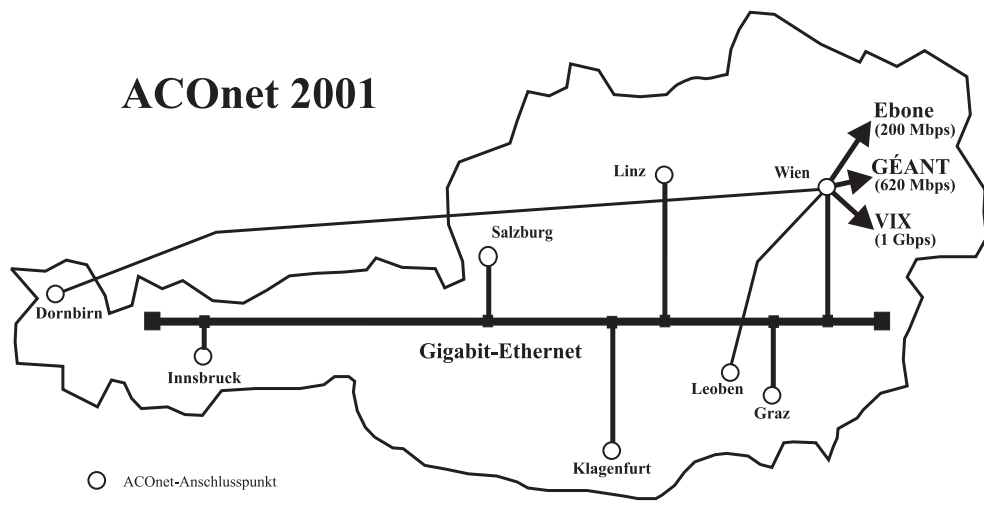 ACOnet 2001
Ebone
(200 Mbps)
GÉANT
(620 Mbps)
VIX
(1 Gbps)
Wien
Linz
Salzburg
Dornbirn
Gigabit-Ethernet
Innsbruck
Leoben
Graz
Klagenfurt
ACOnet-Anschlusspunkt